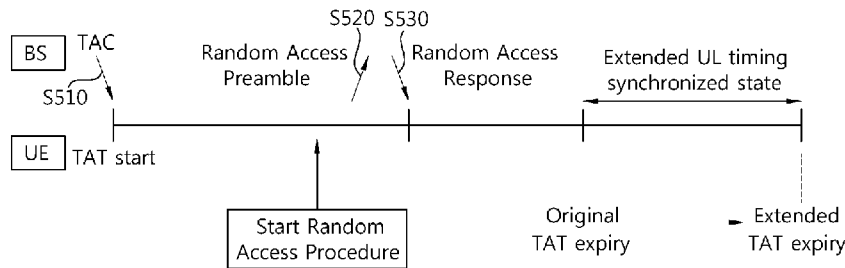 S520 S530
BS TAC
Random Access
Preamble
Random Access
Response
Extended UL timing
synchronized state
S510
UE TAT start
Start Random
Access Procedure
Original
TAT expiry
Extended
TAT expiry